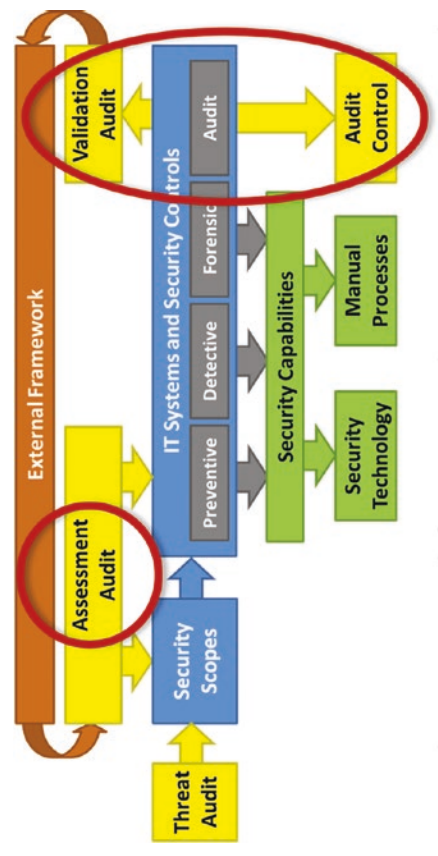 External Framework
Assessment
Audit
Validation
Audit
Threat
Audit
Security
Scopes
IT Systems and Security Controls
Preventive
Detective
Forensic
Audit
Security Capabilities
Security
Technology
Manual
Processes
Audit
Control